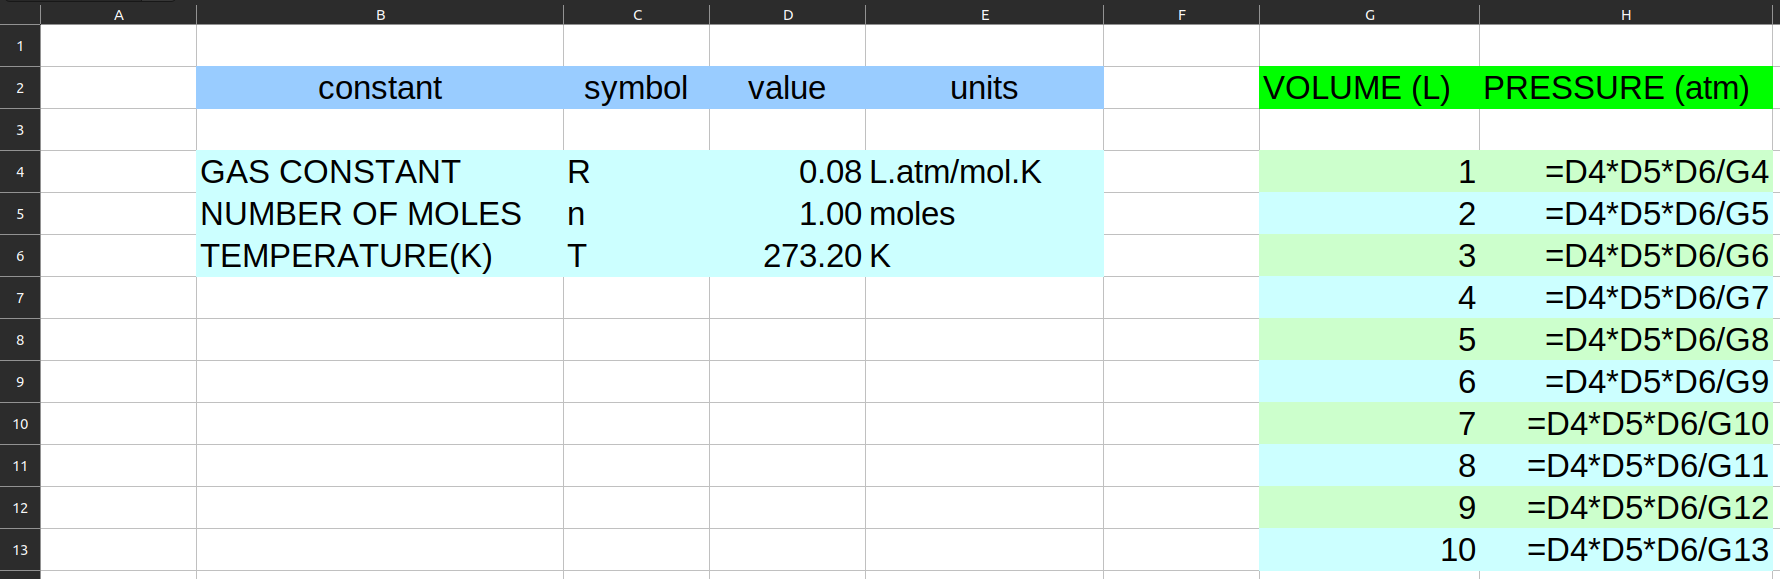 A B C D E F G H
1
2 constant symbol value units VOLUME (L) PRESSURE (atm)
3
4 GAS CONSTANT R 0.08 L.atm/mol.K 1 =D4*D5*D6/G4
5 NUMBER OF MOLES n 1.00 moles 2 =D4*D5*D6/G5
6 TEMPERATURE(K) T 273.20 K 3 =D4*D5*D6/G6
7 4 =D4*D5*D6/G7
8 5 =D4*D5*D6/G8
9 6 =D4*D5*D6/G9
10 7 =D4*D5*D6/G10
11 8 =D4*D5*D6/G11
12 9 =D4*D5*D6/G12
13 10 =D4*D5*D6/G13